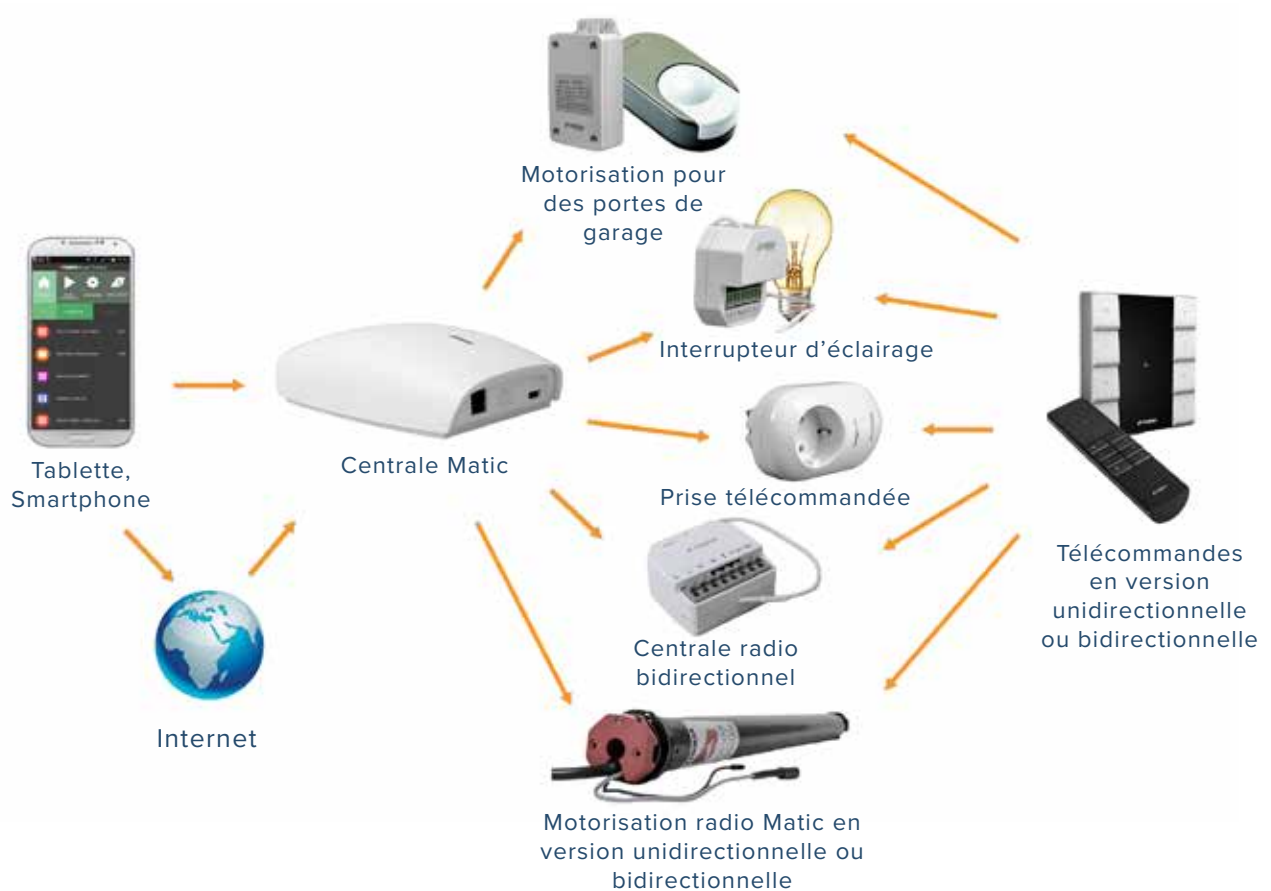 Motorisation pour
des portes de
garage
Interrupteur d'éclairage
Tablette,
Smartphone
Centrale Matic
Prise télécommandée
Télécommandes
en version
unidirectionnelle
ou bidirectionnelle
Centrale radio
bidirectionnel
Internet
Motorisation radio Matic en
version unidirectionnelle ou
bidirectionnelle